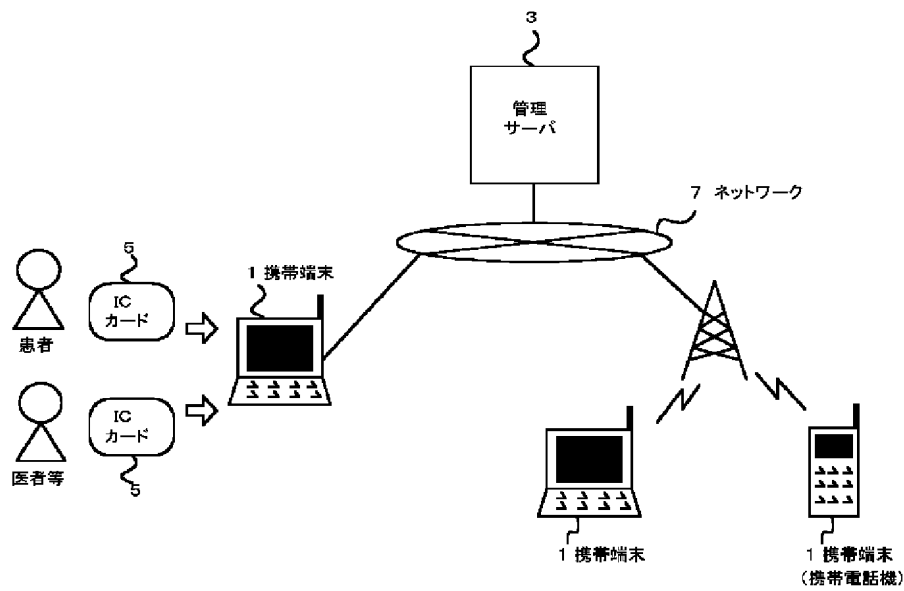 3
管理
サーバ
7 ネットワーク
5
1 携帯端末
IC
カード
患者
IC
カード
医者等
5
1 携帯端末
1 携帯端末
(携帯電話機)